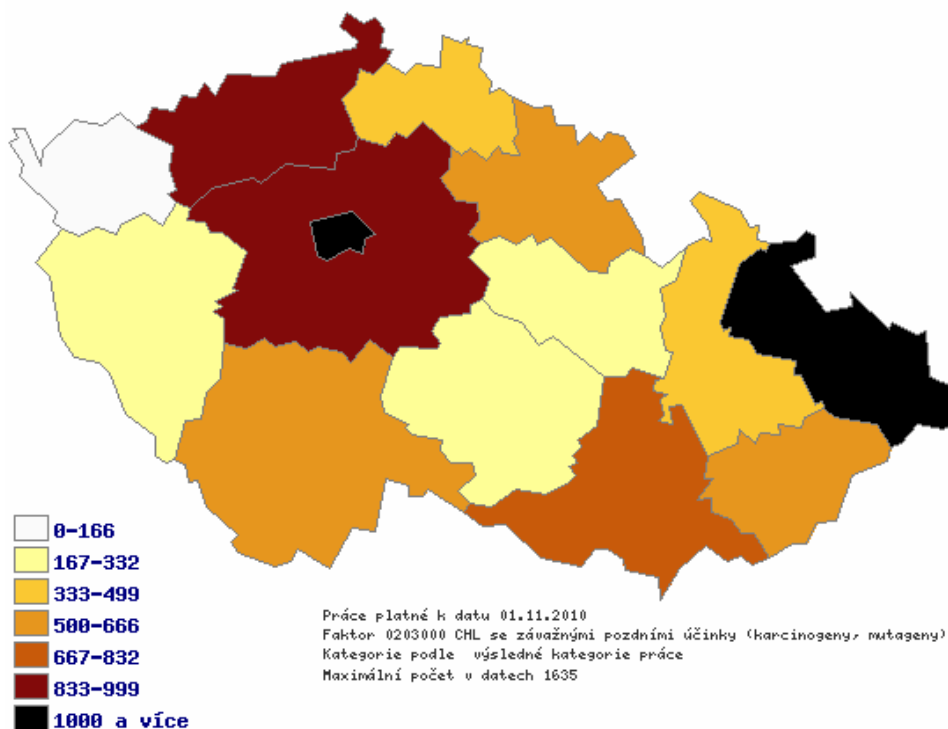 0-166
167-332
333-499
500-666
667-832
833-999
1000 a více
Práce platné k datu 01.11.2010
Faktor 0203000 CHL se závažnými pozdními účinky (karcinogeny, mutageny)
Kategorie podle  výsledné kategorie práce
Maximální počet v datech 1635